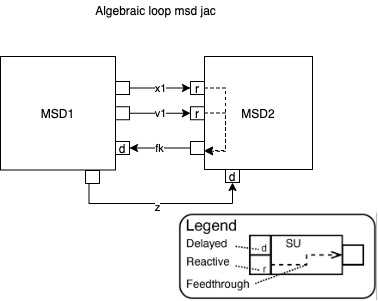 Algebraic loop msd jac
MSD1
x1
r
v1
r
d
fk
MSD2
d
z
Legend
Delayed
d
SU
Reactive
r
Feedthrough